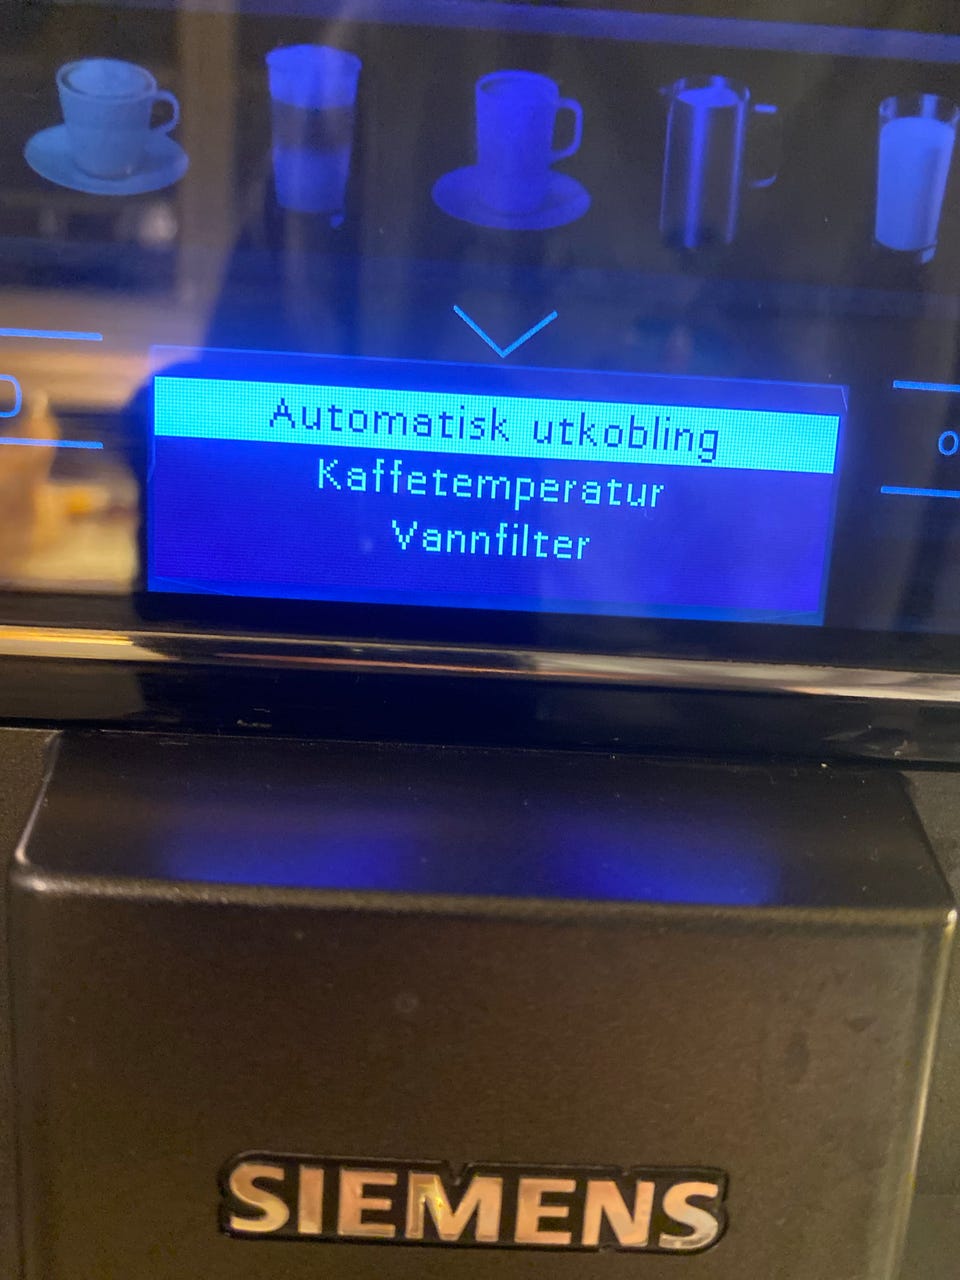 Automatisk utkobling
Kaffetemperatur
Vannfilter
SIEMENS